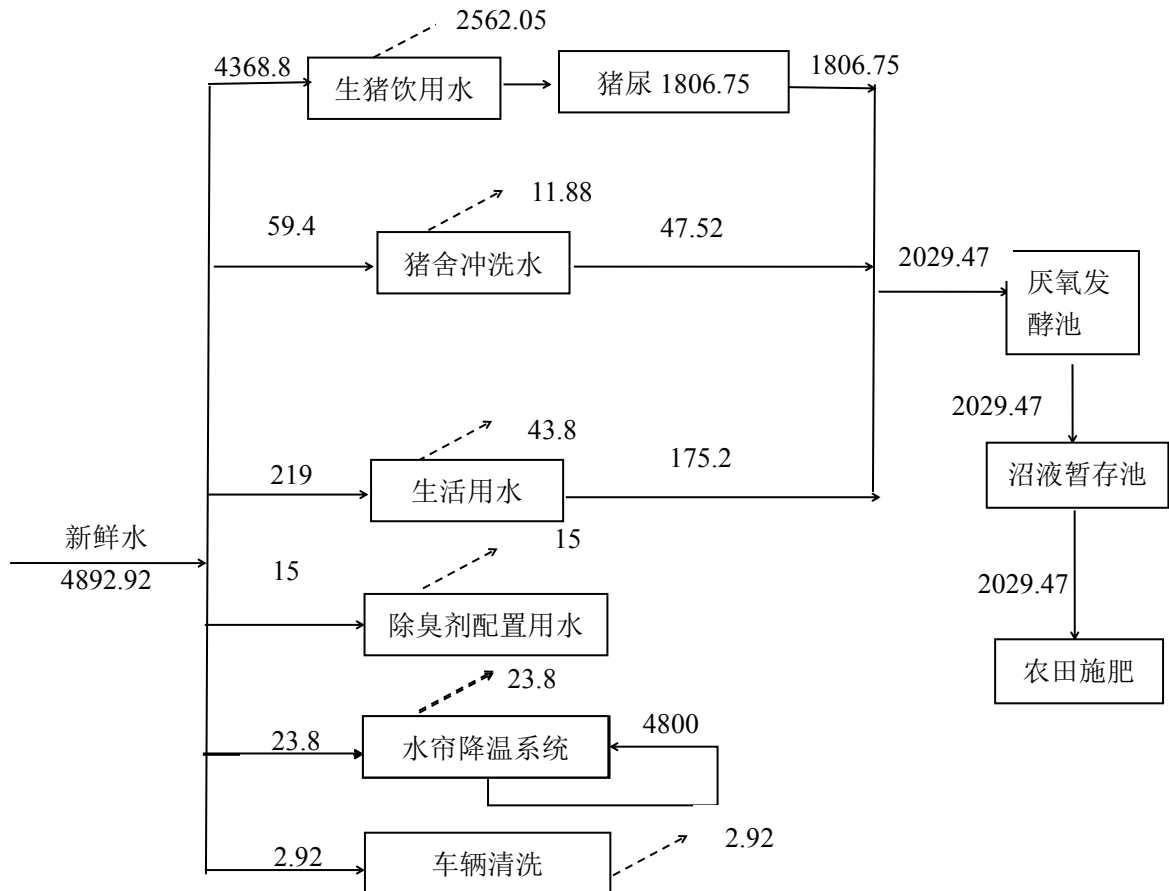 2562.05
4368.8
生猪饮用水
猪尿 1806.75
1806.75
11.88
59.4
猪舍冲洗水
47.52
2029.47
厌氧发
酵池
2029.47
43.8
219
生活用水
175.2
沼液暂存池
新鲜水
4892.92
15
15
除臭剂配置用水
2029.47
农田施肥
23.8
23.8
水帘降温系统
4800
2.92
车辆清洗
2.92